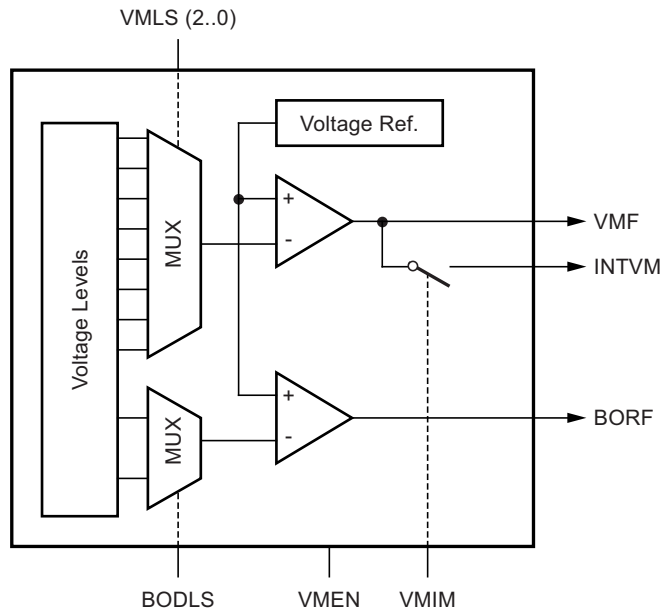 VMLS (2..0)
Voltage Ref.
Voltage Levels
MUX
+
-
VMF
INTVM
MUX
+
-
BORF
BODLS
VMEN
VMIM